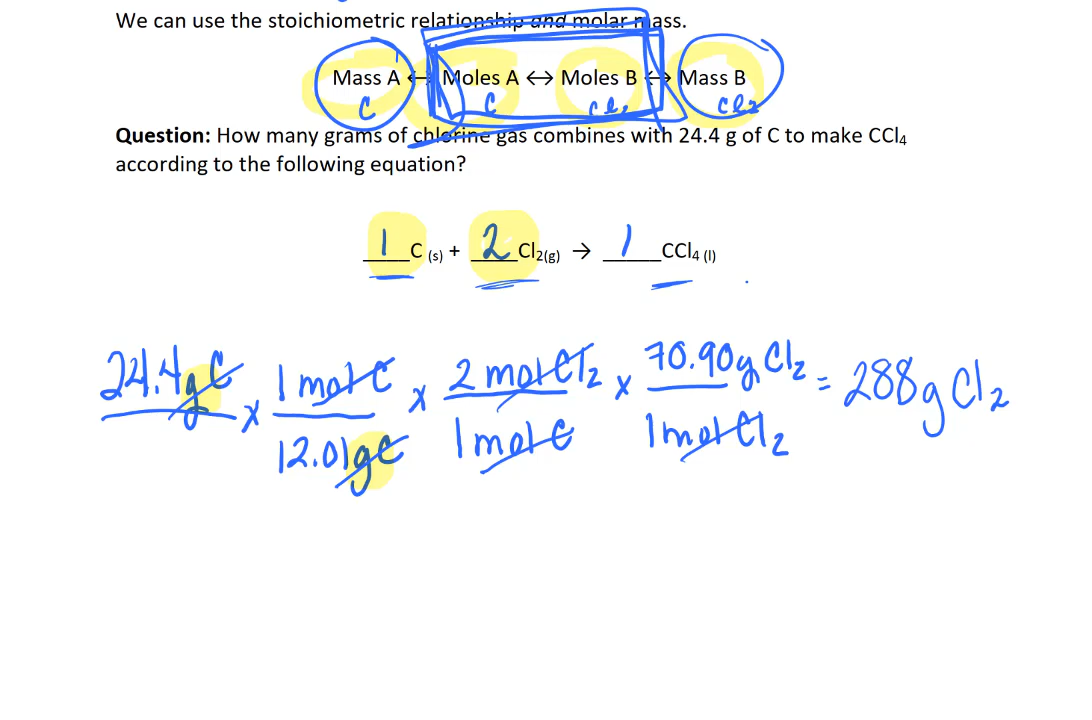 We can use the stoichiometric relationship and molar mass.
Mass A ↔ Moles A ↔ Moles B ↔ Mass B
C C Cl₂ Cl₂
Question: How many grams of chlorine gas combines with 24.4 g of C to make CCl₄
according to the following equation?
1 C (s) + 2 Cl₂(g) → 1 CCl₄ (l)
24.4 g C x 1 mol C / 12.01 g C x 2 mol Cl₂ / 1 mol C x 70.90 g Cl₂ / 1 mol Cl₂ = 288 g Cl₂